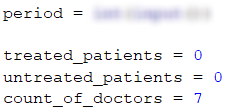 period =
treated_patients = 0
untreated_patients = 0
count_of_doctors = 7